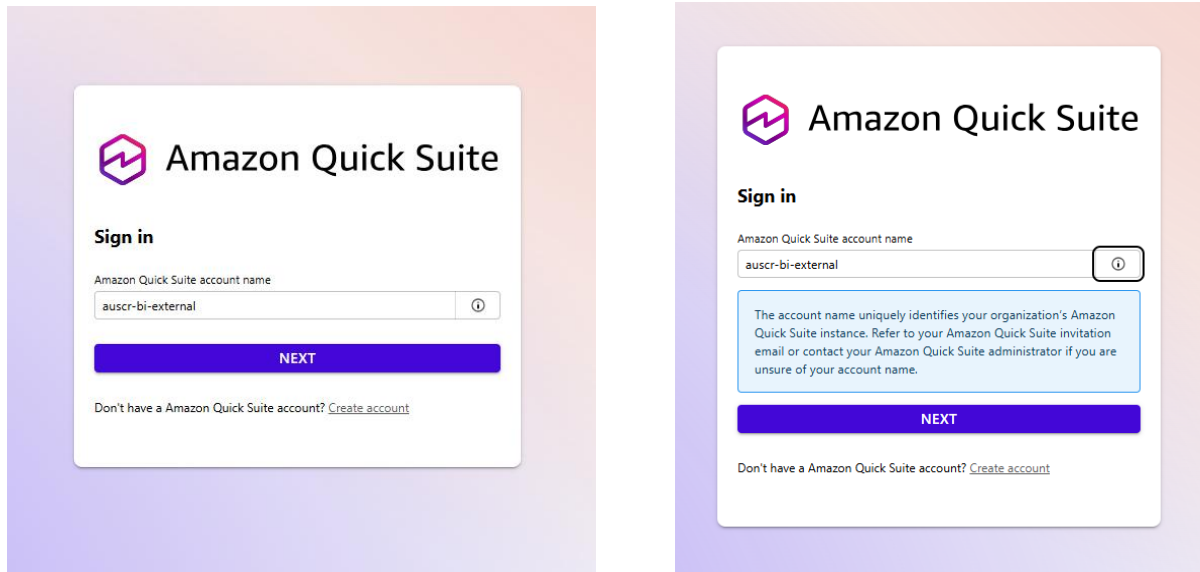 Amazon Quick Suite
Sign in
Amazon Quick Suite account name
auscr-bi-external
NEXT
Don't have a Amazon Quick Suite account? Create account
Amazon Quick Suite
Sign in
Amazon Quick Suite account name
auscr-bi-external
The account name uniquely identifies your organization's Amazon
Quick Suite instance. Refer to your Amazon Quick Suite invitation
email or contact your Amazon Quick Suite administrator if you are
unsure of your account name.
NEXT
Don't have a Amazon Quick Suite account? Create account